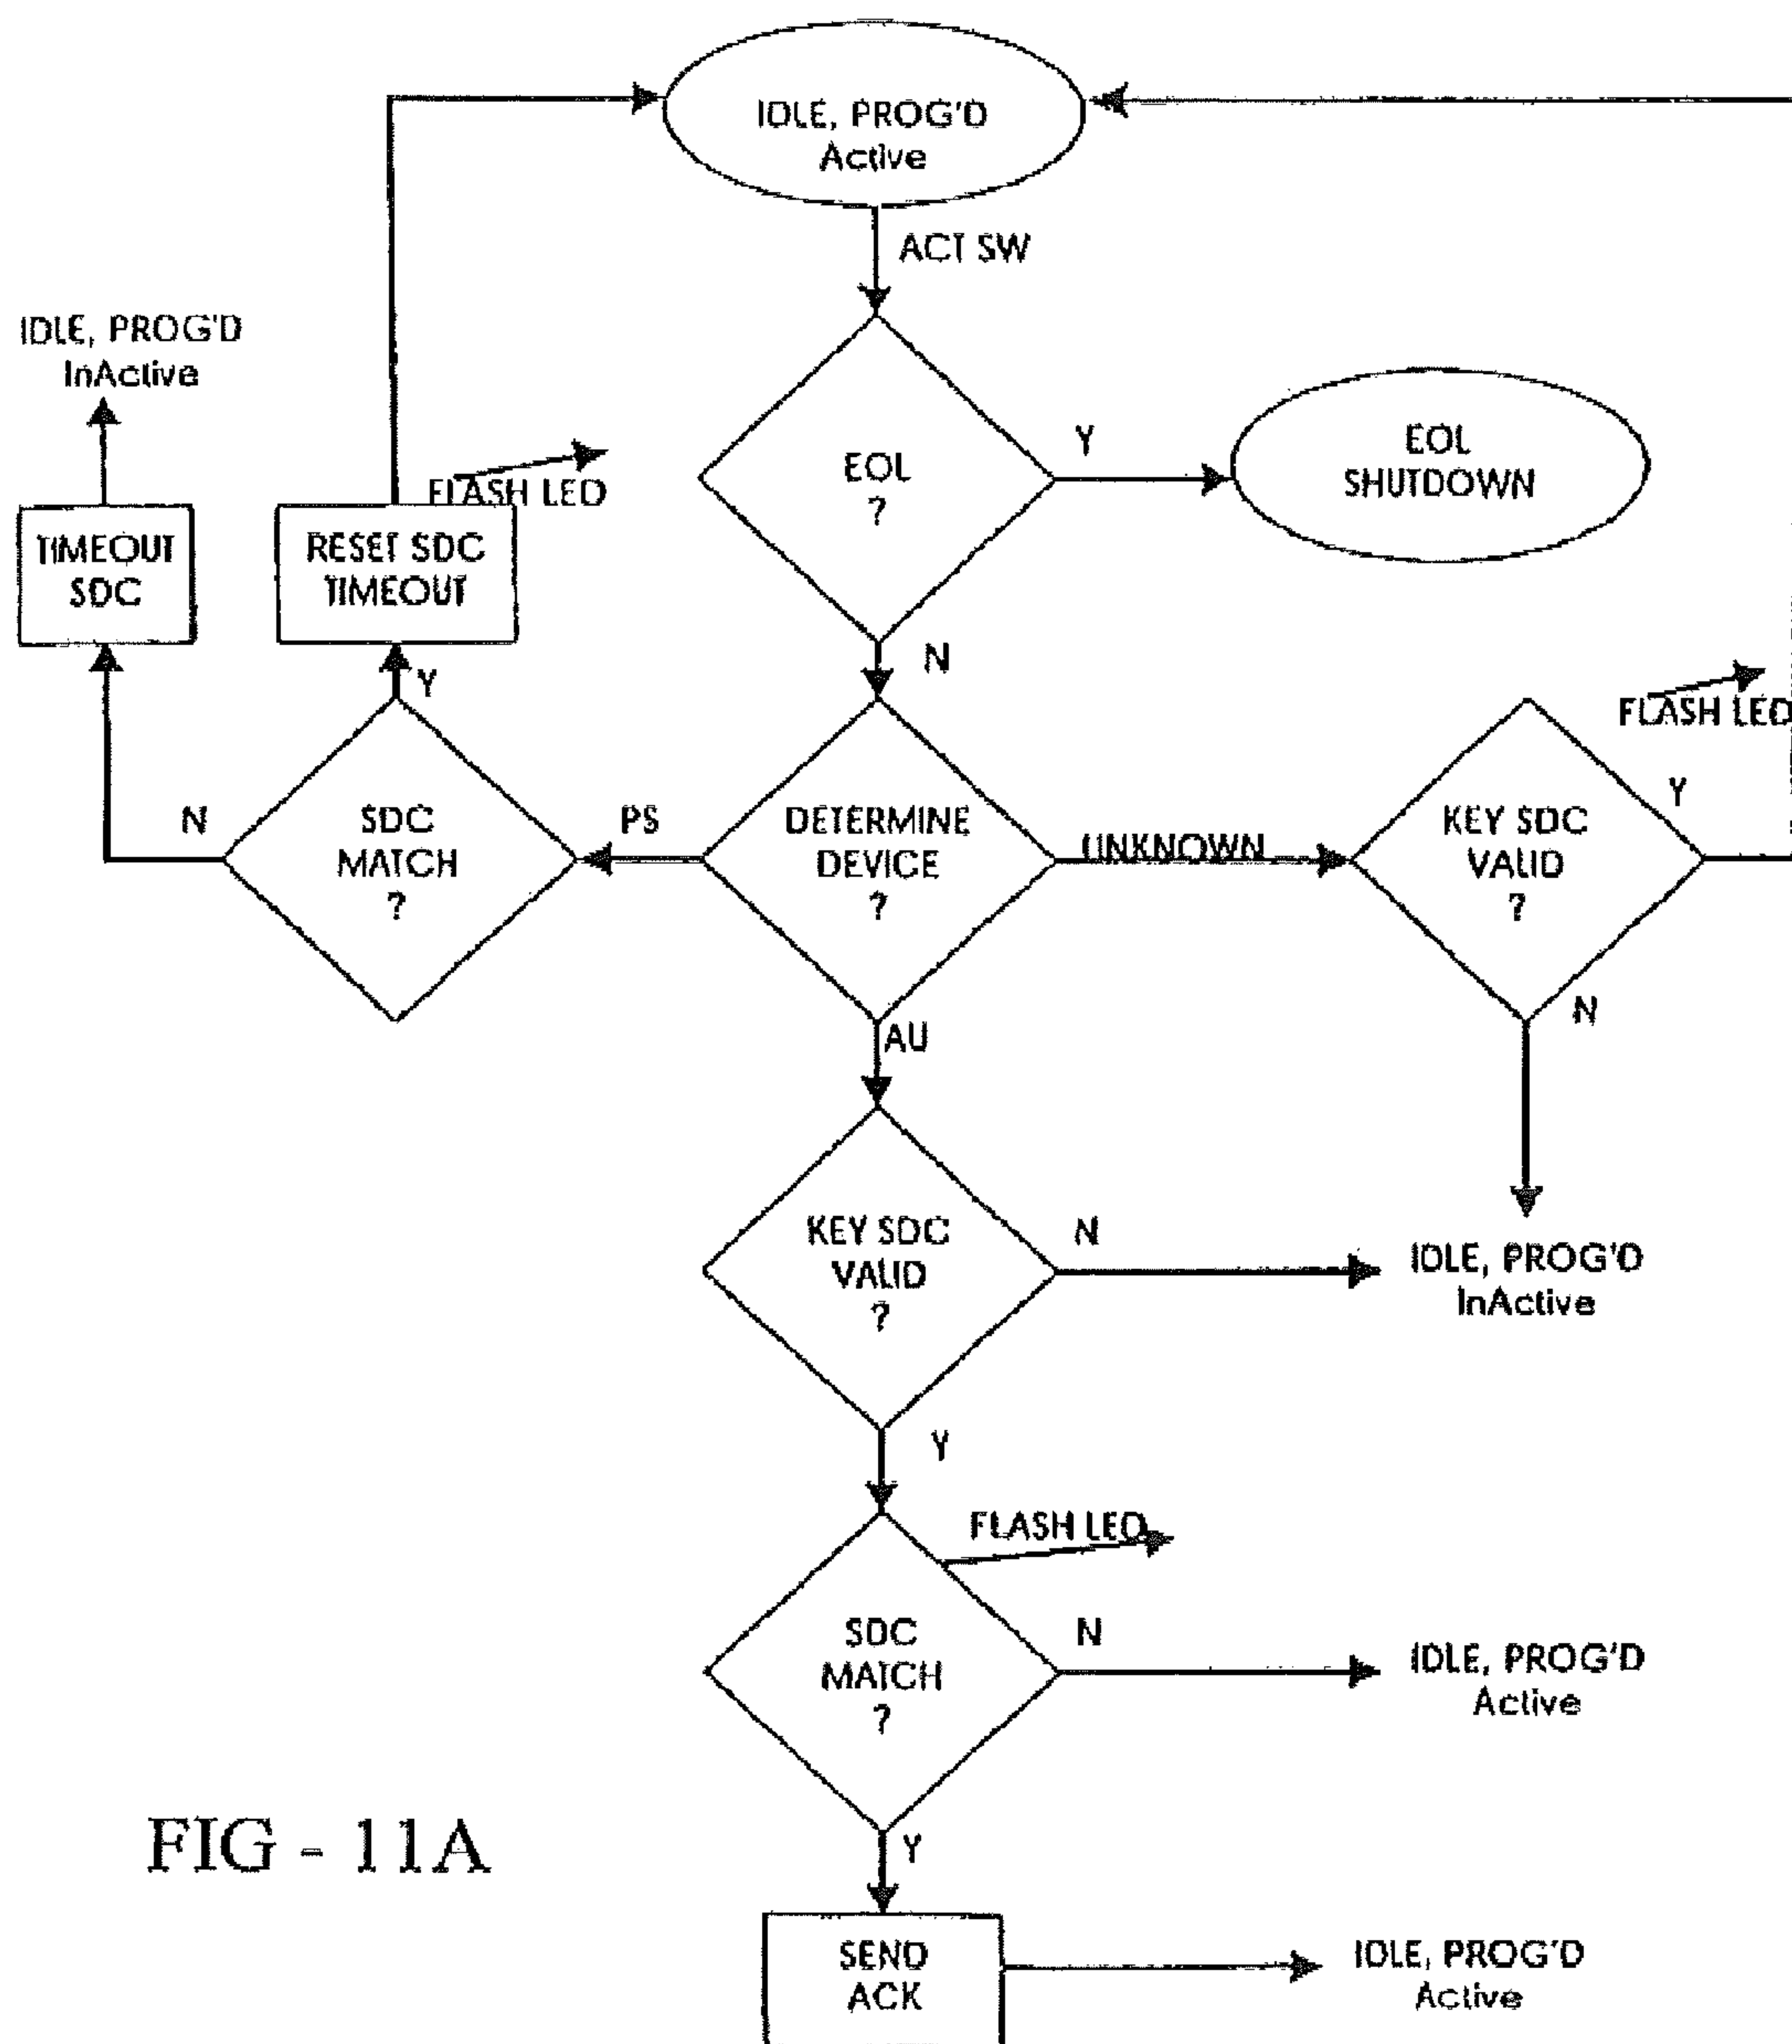 IDLE, PROG'D
Active
ACT SW
IDLE, PROG'D
InActive
EOL
?
Y
EOL
SHUTDOWN
FLASH LED
TIMEOUT
SDC
RESET SDC
TIMEOUT
N
Y
FLASH LED
N
SDC
MATCH
?
PS
DETERMINE
DEVICE
?
UNKNOWN
KEY SDC
VALID
?
Y
N
AU
KEY SDC
VALID
?
N
IDLE, PROG'D
InActive
Y
FLASH LED
SDC
MATCH
?
N
IDLE, PROG'D
Active
Y
FIG - 11A
SEND
ACK
IDLE, PROG'D
Active